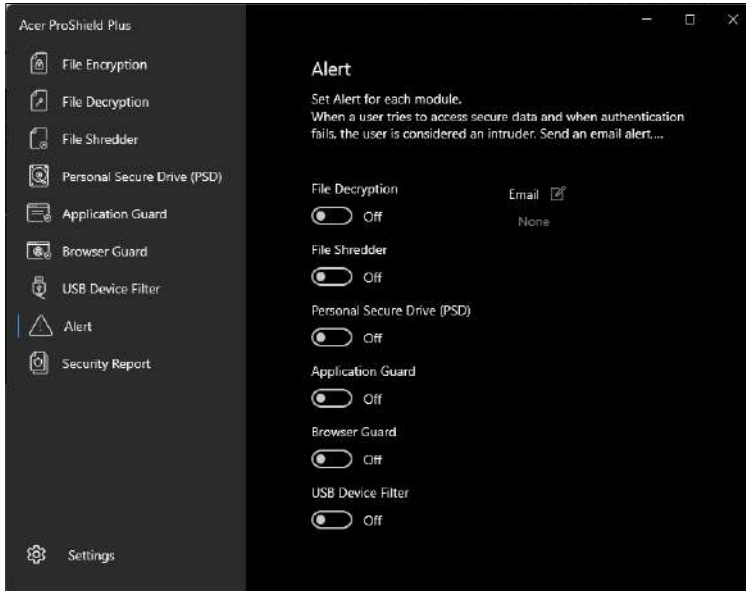 Acer ProShield Plus
File Encryption
File Decryption
File Shredder
Personal Secure Drive (PSD)
Application Guard
Browser Guard
USB Device Filter
Alert
Security Report
Settings
Alert
Set Alert for each module.
When a user tries to access secure data and when authentication
fails, the user is considered an intruder. Send an email alert....
File Decryption
Off
Email
None
File Shredder
Off
Personal Secure Drive (PSD)
Off
Application Guard
Off
Browser Guard
Off
USB Device Filter
Off